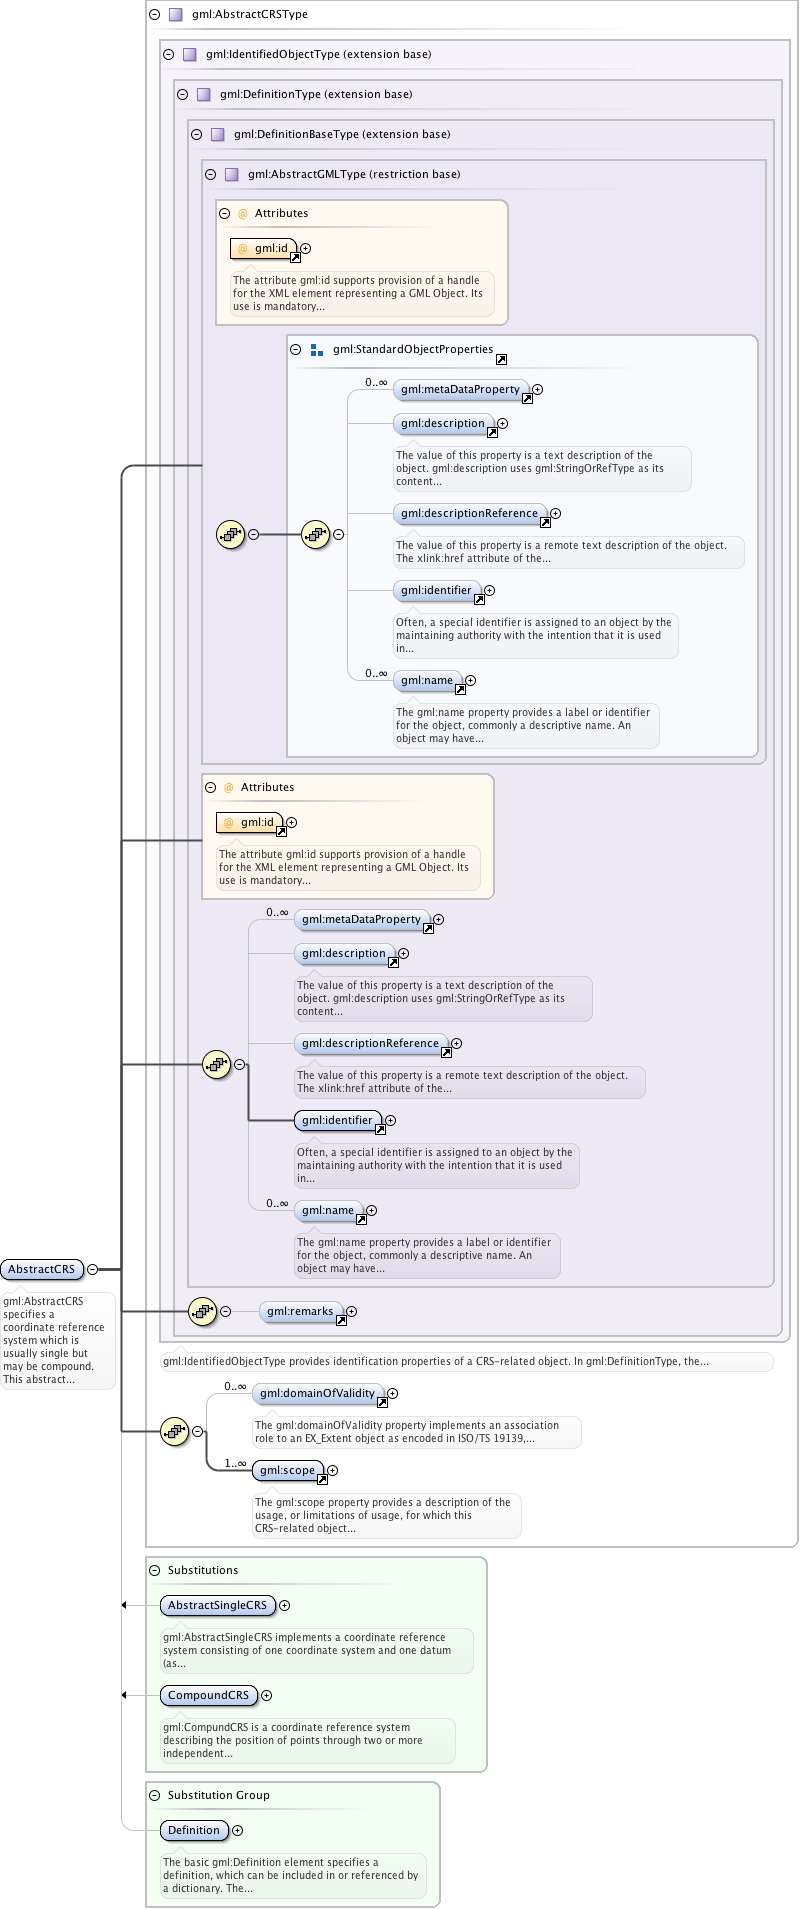 gml:AbstractCRSType
gml:IdentifiedObjectType (extension base)
gml:DefinitionType (extension base)
gml:DefinitionBaseType (extension base)
gml:AbstractGMLType (restriction base)
@ Attributes
@ gml:id
The attribute gml:id supports provision of a handle
for the XML element representing a GML Object. Its
use is mandatory...
gml:StandardObjectProperties
0..∞ gml:metaDataProperty
gml:description
The value of this property is a text description of the
object. gml:description uses gml:StringOrRefType as its
content...
gml:descriptionReference
The value of this property is a remote text description of the object.
The xlink:href attribute of the...
gml:identifier
Often, a special identifier is assigned to an object by the
maintaining authority with the intention that it is used
in...
0..∞ gml:name
The gml:name property provides a label or identifier
for the object, commonly a descriptive name. An
object may have...
@ Attributes
@ gml:id
The attribute gml:id supports provision of a handle
for the XML element representing a GML Object. Its
use is mandatory...
0..∞ gml:metaDataProperty
gml:description
The value of this property is a text description of the
object. gml:description uses gml:StringOrRefType as its
content...
gml:descriptionReference
The value of this property is a remote text description of the object.
The xlink:href attribute of the...
gml:identifier
Often, a special identifier is assigned to an object by the
maintaining authority with the intention that it is used
in...
0..∞ gml:name
The gml:name property provides a label or identifier
for the object, commonly a descriptive name. An
object may have...
AbstractCRS
gml:AbstractCRS
specifies a
coordinate reference
system which is
usually single but
may be compound.
This abstract...
gml:remarks
gml:IdentifiedObjectType provides identification properties of a CRS-related object. In gml:DefinitionType, the...
0..∞ gml:domainOfValidity
The gml:domainOfValidity property implements an association
role to an EX_Extent object as encoded in ISO/TS 19139,...
1..∞ gml:scope
The gml:scope property provides a description of the
usage, or limitations of usage, for which this
CRS-related object...
Substitutions
AbstractSingleCRS
gml:AbstractSingleCRS implements a coordinate reference
system consisting of one coordinate system and one datum
(as...
CompoundCRS
gml:CompundCRS is a coordinate reference system
describing the position of points through two or more
independent...
Substitution Group
Definition
The basic gml:Definition element specifies a
definition, which can be included in or referenced by
a dictionary. The...